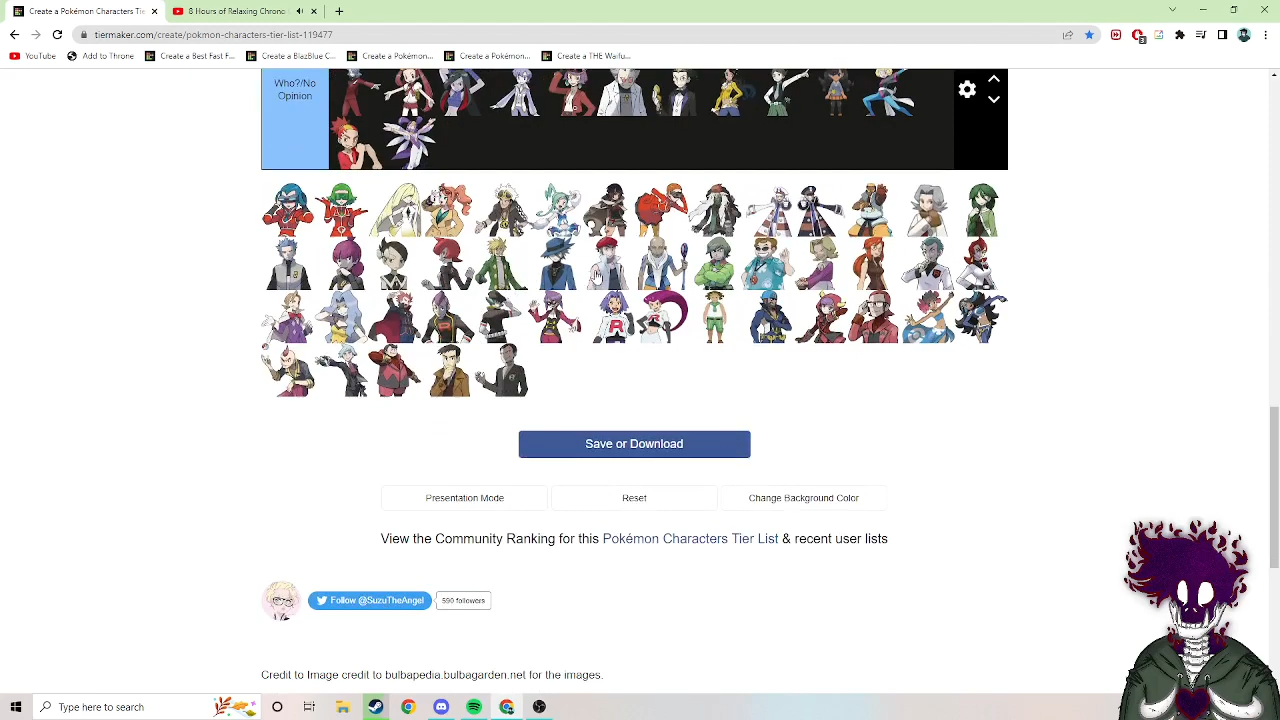 Create a Pokémon Characters Tie
8 Hours of Relaxing Chrono
tiermaker.com/create/pokmon-characters-tier-list-119477
YouTube
Add to Throne
Create a Best Fast F...
Create a BlazBlue C...
Create a Pokémon...
Create a Pokémon...
Create a THE Waifu...
Who?/No
Opinion
R
Save or Download
Presentation Mode
Reset
Change Background Color
View the Community Ranking for this Pokémon Characters Tier List & recent user lists
Follow @SuzuTheAngel
590 followers
Credit to Image credit to bulbapedia.bulbagarden.net for the images.
Type here to search